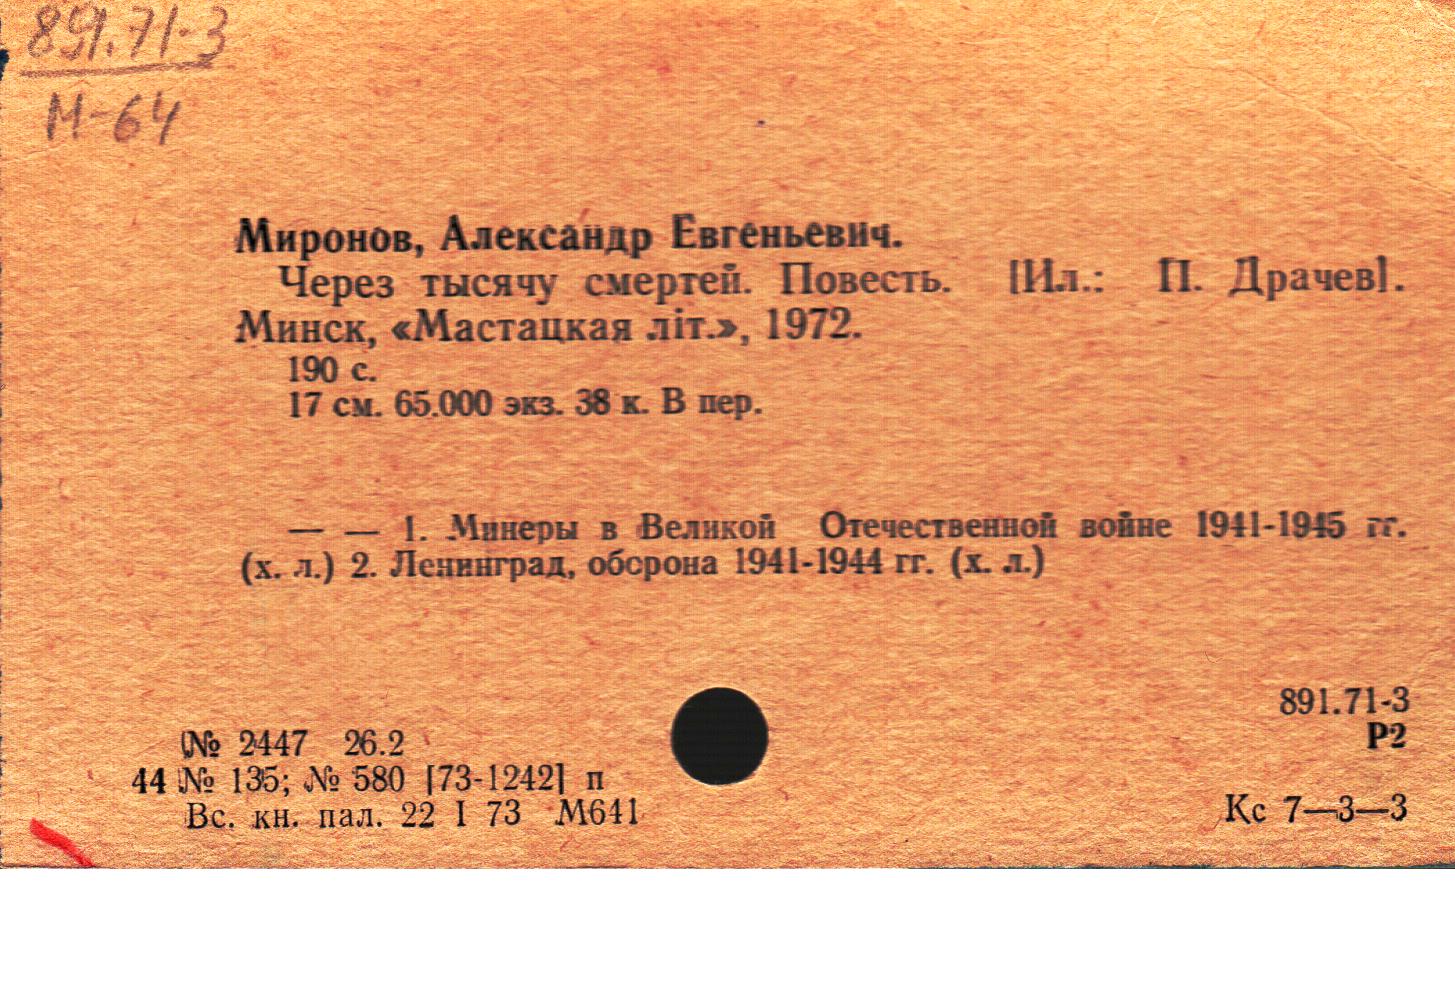 891.71-3
М-64
Миронов, Александр Евгеньевич.
Через тысячу смертей. Повесть. [Ил.: П. Драчев].
Минск, «Мастацкая літ.», 1972.
190 с.
17 см. 65.000 экз. 38 к. В пер.
— — 1. Минеры в Великой Отечественной войне 1941-1945 гг.
(х. л.) 2. Ленинград, оборона 1941-1944 гг. (х. л.)
891.71-3
Р2
№ 2447 26.2
44 № 135; № 580 [73-1242] п
Вс. кн. пал. 22 I 73 М641
Кс 7—3—3